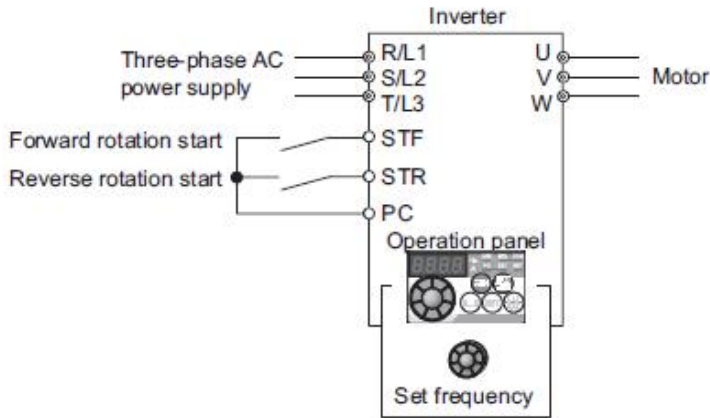 Inverter
Three-phase AC
power supply
R/L1
S/L2
T/L3
U
V
W
Motor
Forward rotation start
STF
Reverse rotation start
STR
PC
Operation panel
Set frequency